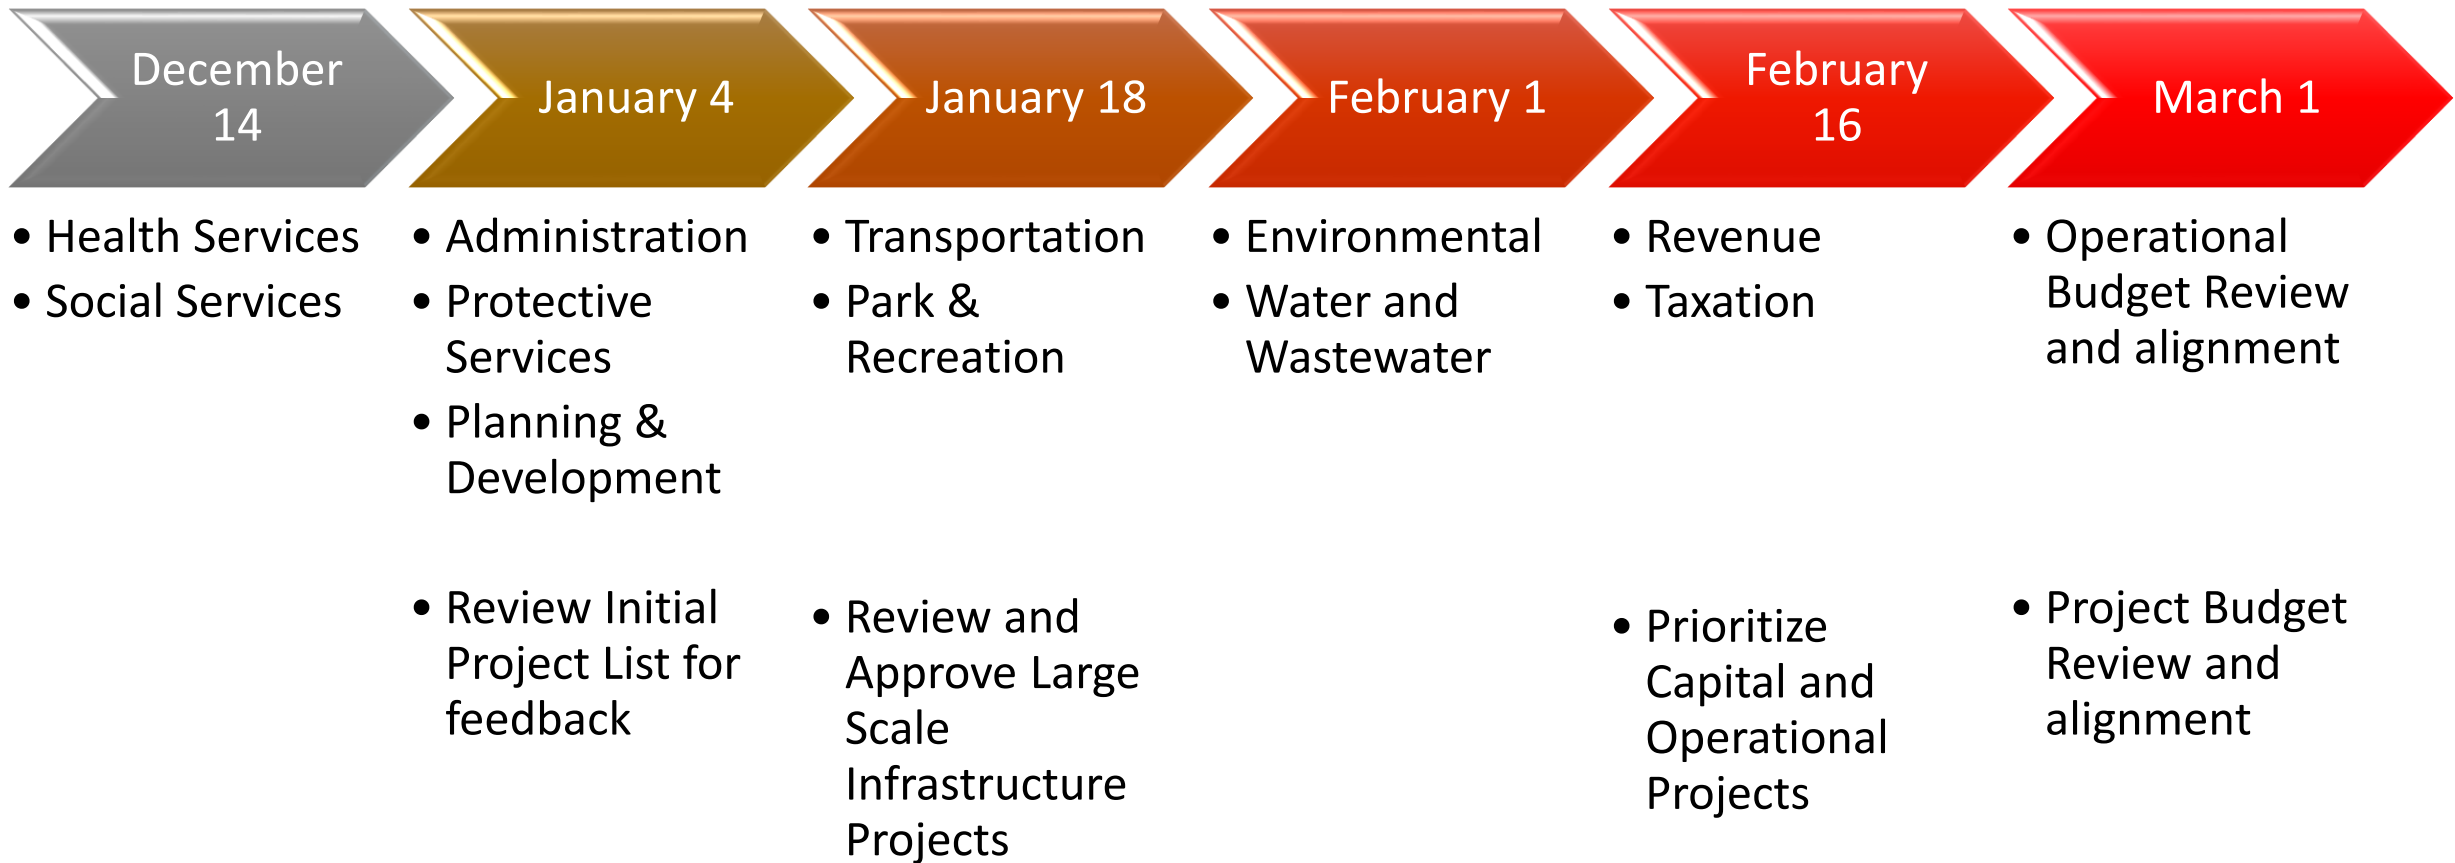 December
14
January 4
January 18
February 1
February
16
March 1
• Health Services
• Social Services
• Administration
• Protective
Services
• Planning &
Development
• Review Initial
Project List for
feedback
• Transportation
• Park &
Recreation
• Review and
Approve Large
Scale
Infrastructure
Projects
• Environmental
• Water and
Wastewater
• Revenue
• Taxation
• Prioritize
Capital and
Operational
Projects
• Operational
Budget Review
and alignment
• Project Budget
Review and
alignment